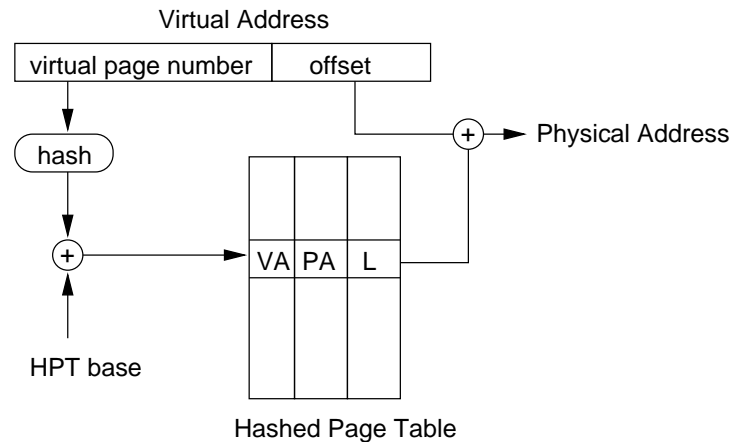 Virtual Address
virtual page number offset
+ Physical Address
hash
+ VA PA L
HPT base
Hashed Page Table